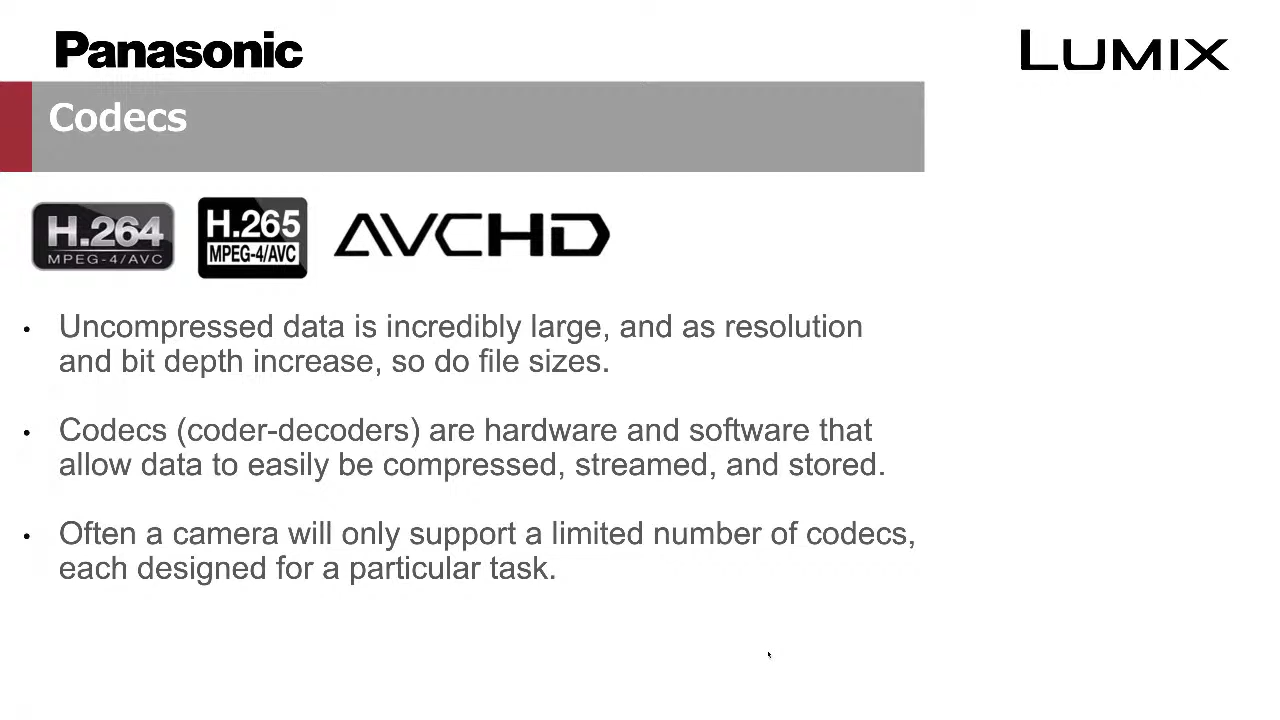 Panasonic
LUMIX
Codecs
H.264
MPEG-4/AVC
H.265
MPEG-4/AVC
AVCHD
• Uncompressed data is incredibly large, and as resolution
and bit depth increase, so do file sizes.
• Codecs (coder-decoders) are hardware and software that
allow data to easily be compressed, streamed, and stored.
• Often a camera will only support a limited number of codecs,
each designed for a particular task.